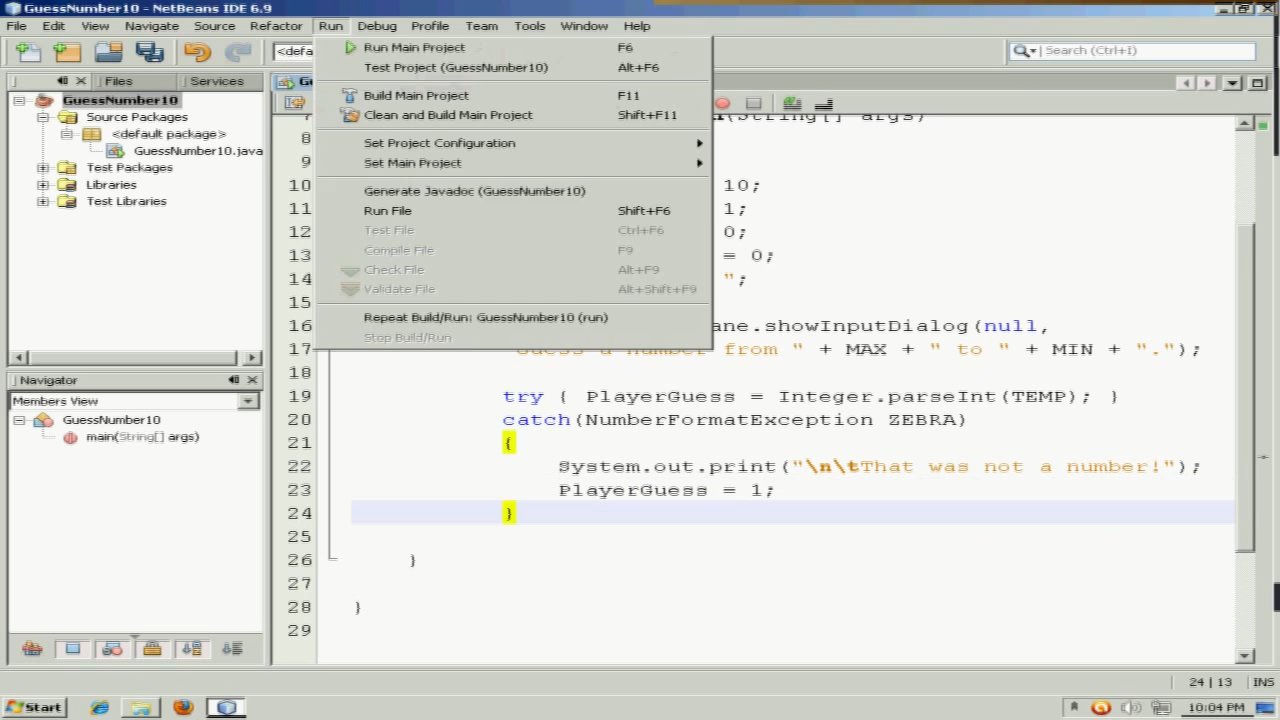 GuessNumber10 - NetBeans IDE 6.9
File Edit View Navigate Source Refactor Run Debug Profile Team Tools Window Help
Search (Ctrl+I)
Files Services
GuessNumber10
Source Packages
<default package>
GuessNumber10.java
Test Packages
Libraries
Test Libraries
Navigator
Members View
GuessNumber10
main(String[] args)
Run Main Project F6
Test Project (GuessNumber10) Alt+F6
Build Main Project F11
Clean and Build Main Project Shift+F11
Set Project Configuration
Set Main Project
Generate Javadoc (GuessNumber10)
Run File Shift+F6
Test File Ctrl+F6
Compile File F9
Check File Alt+F9
Validate File Alt+Shift+F9
Repeat Build/Run: GuessNumber10 (run)
Stop Build/Run
(String[] args)
8
9
10 10;
11 1;
12 0;
13 = 0;
14 ";
15
16 ane.showInputDialog(null,
17 "Guess a number from " + MAX + " to " + MIN + ".");
18
19 try { PlayerGuess = Integer.parseInt(TEMP); }
20 catch(NumberFormatException ZEBRA)
21 {
22 System.out.print("\n\tThat was not a number!");
23 PlayerGuess = 1;
24 }
25
26 }
27
28 }
29
24 | 13 INS
Start
10:04 PM